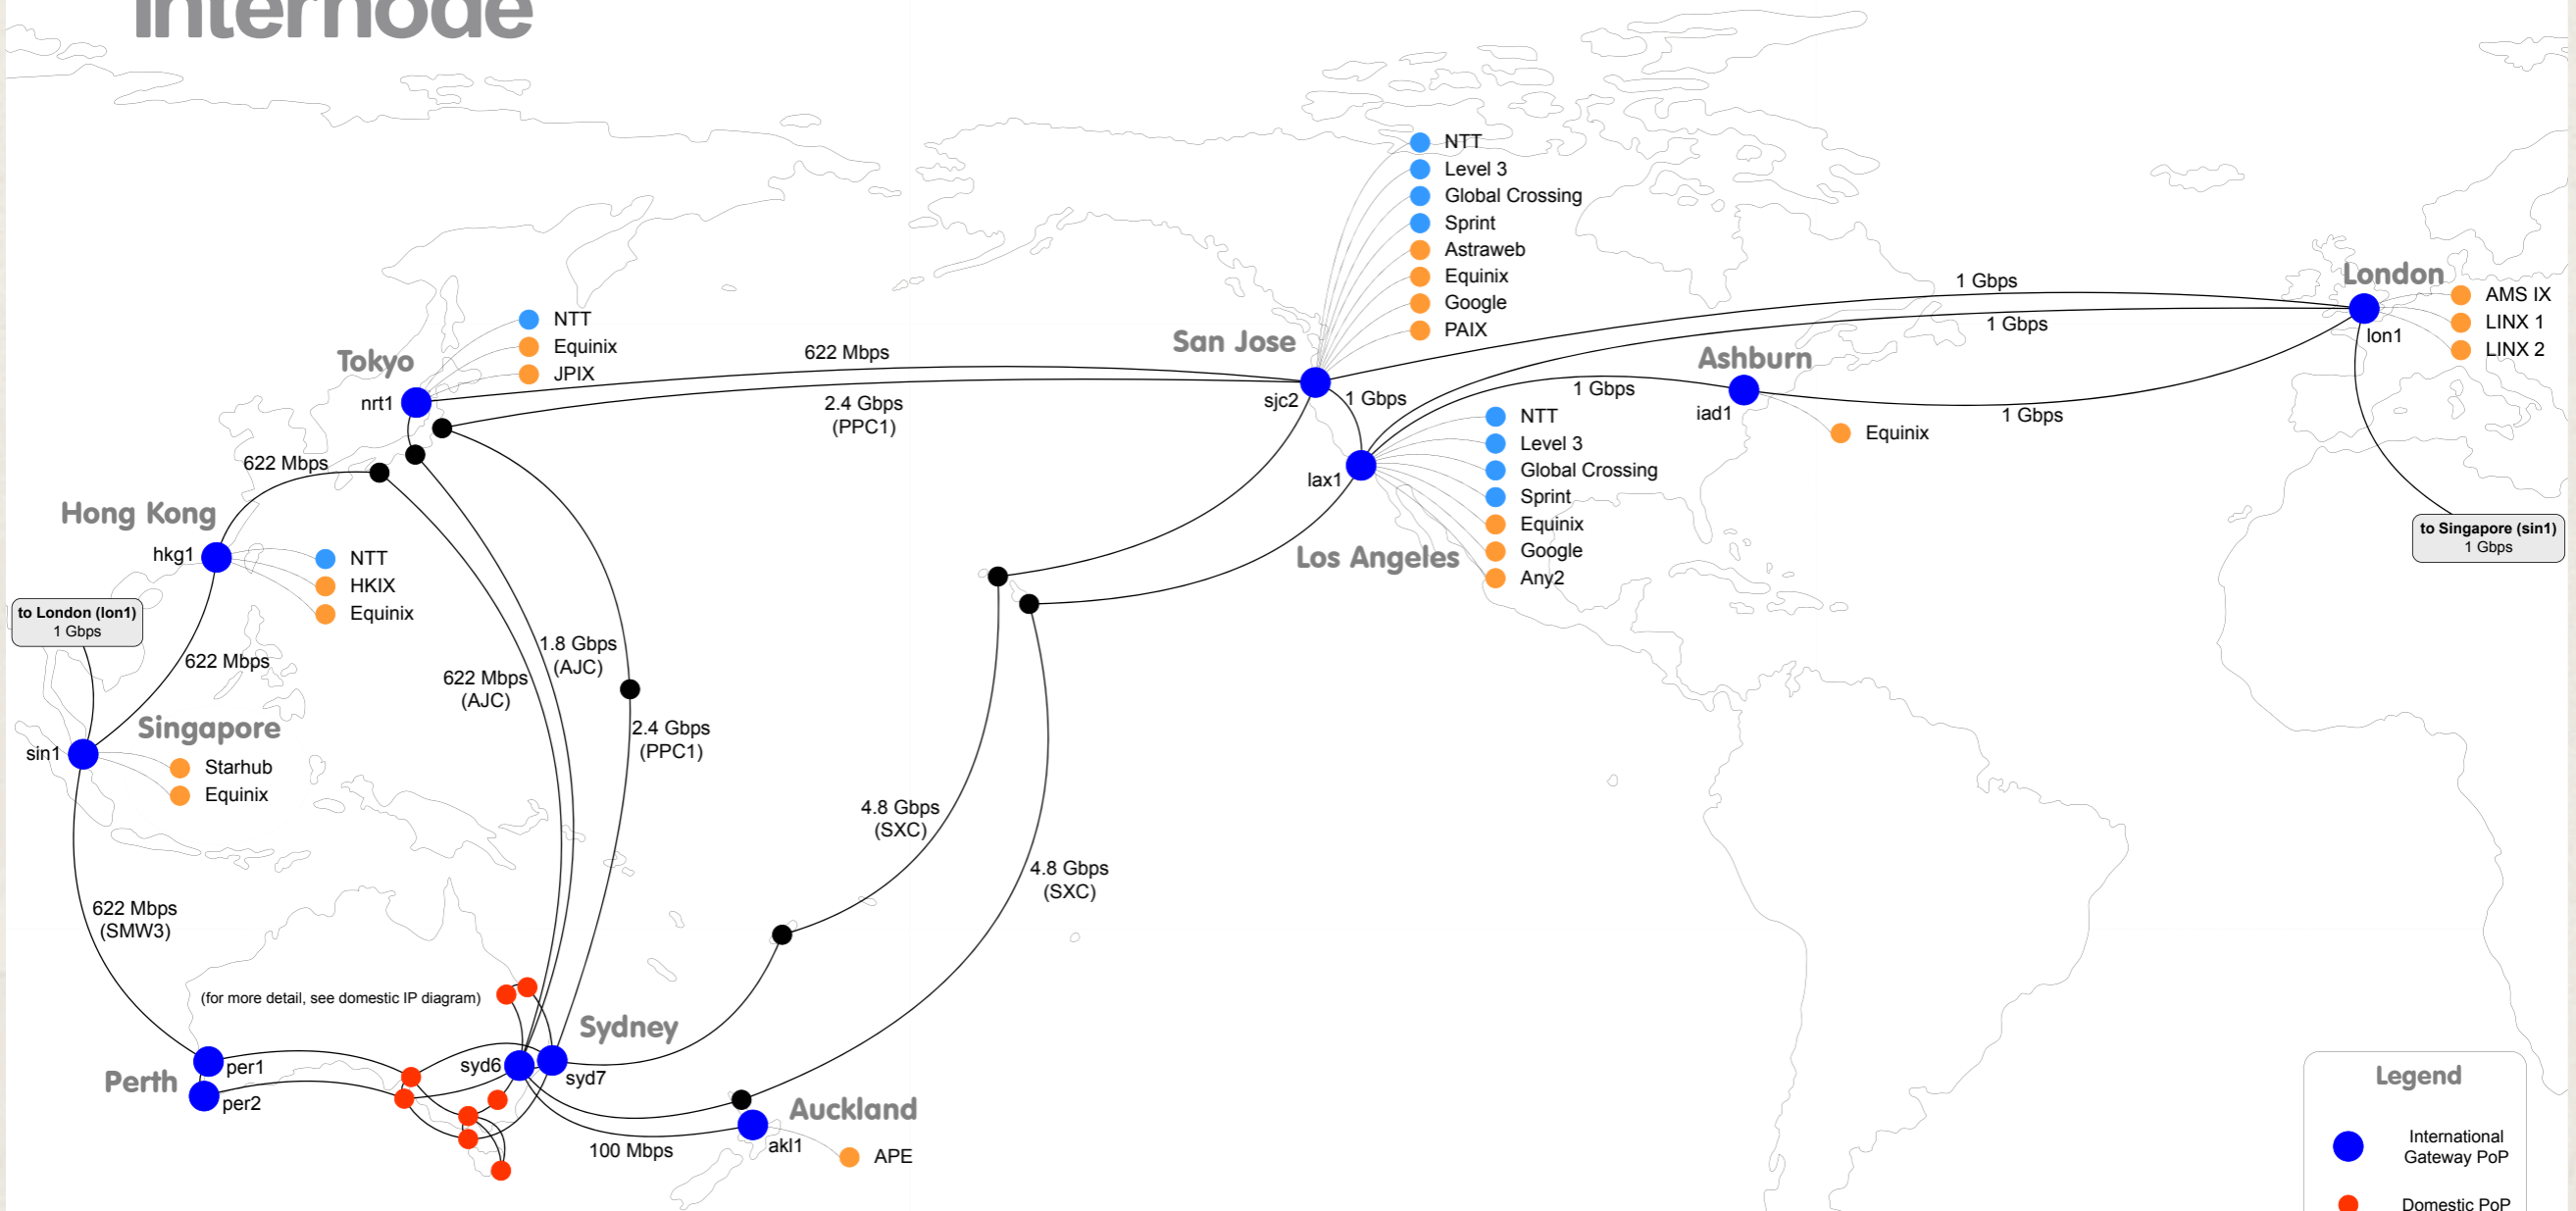 internode
NTT
Level 3
Global Crossing
Sprint
Astraweb
Equinix
Google
PAIX
San Jose
sjc2
NTT
Equinix
JPIX
Tokyo
nrt1
622 Mbps
2.4 Gbps
(PPC1)
1 Gbps
1 Gbps
1 Gbps
London
lon1
AMS IX
LINX 1
LINX 2
Ashburn
iad1
1 Gbps
1 Gbps
Equinix
NTT
Level 3
Global Crossing
Sprint
Equinix
Google
Any2
lax1
Los Angeles
to Singapore (sin1)
1 Gbps
622 Mbps
Hong Kong
hkg1
NTT
HKIX
Equinix
to London (lon1)
1 Gbps
622 Mbps
1.8 Gbps
(AJC)
622 Mbps
(AJC)
2.4 Gbps
(PPC1)
Singapore
sin1
Starhub
Equinix
4.8 Gbps
(SXC)
4.8 Gbps
(SXC)
622 Mbps
(SMW3)
(for more detail, see domestic IP diagram)
Sydney
syd6
syd7
Perth
per1
per2
Auckland
akl1
100 Mbps
APE
Legend
International
Gateway PoP
Domestic PoP